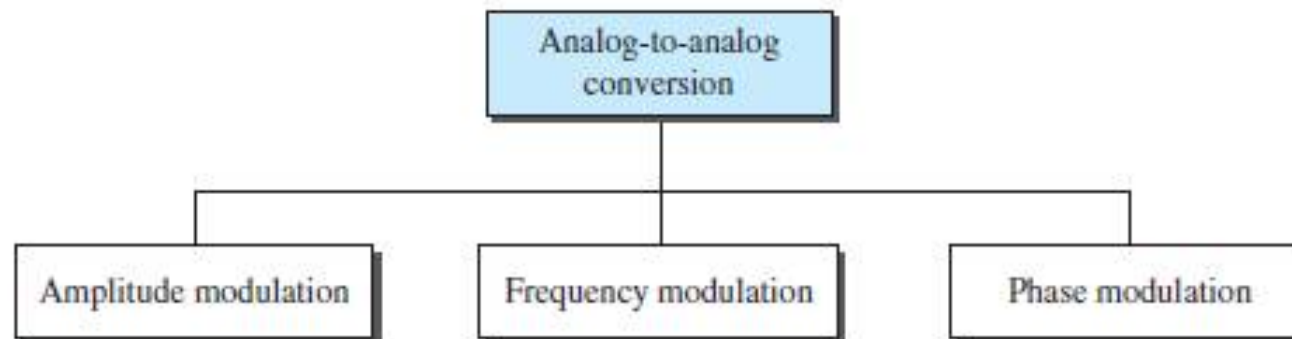 Analog-to-analog
conversion
Amplitude modulation
Frequency modulation
Phase modulation